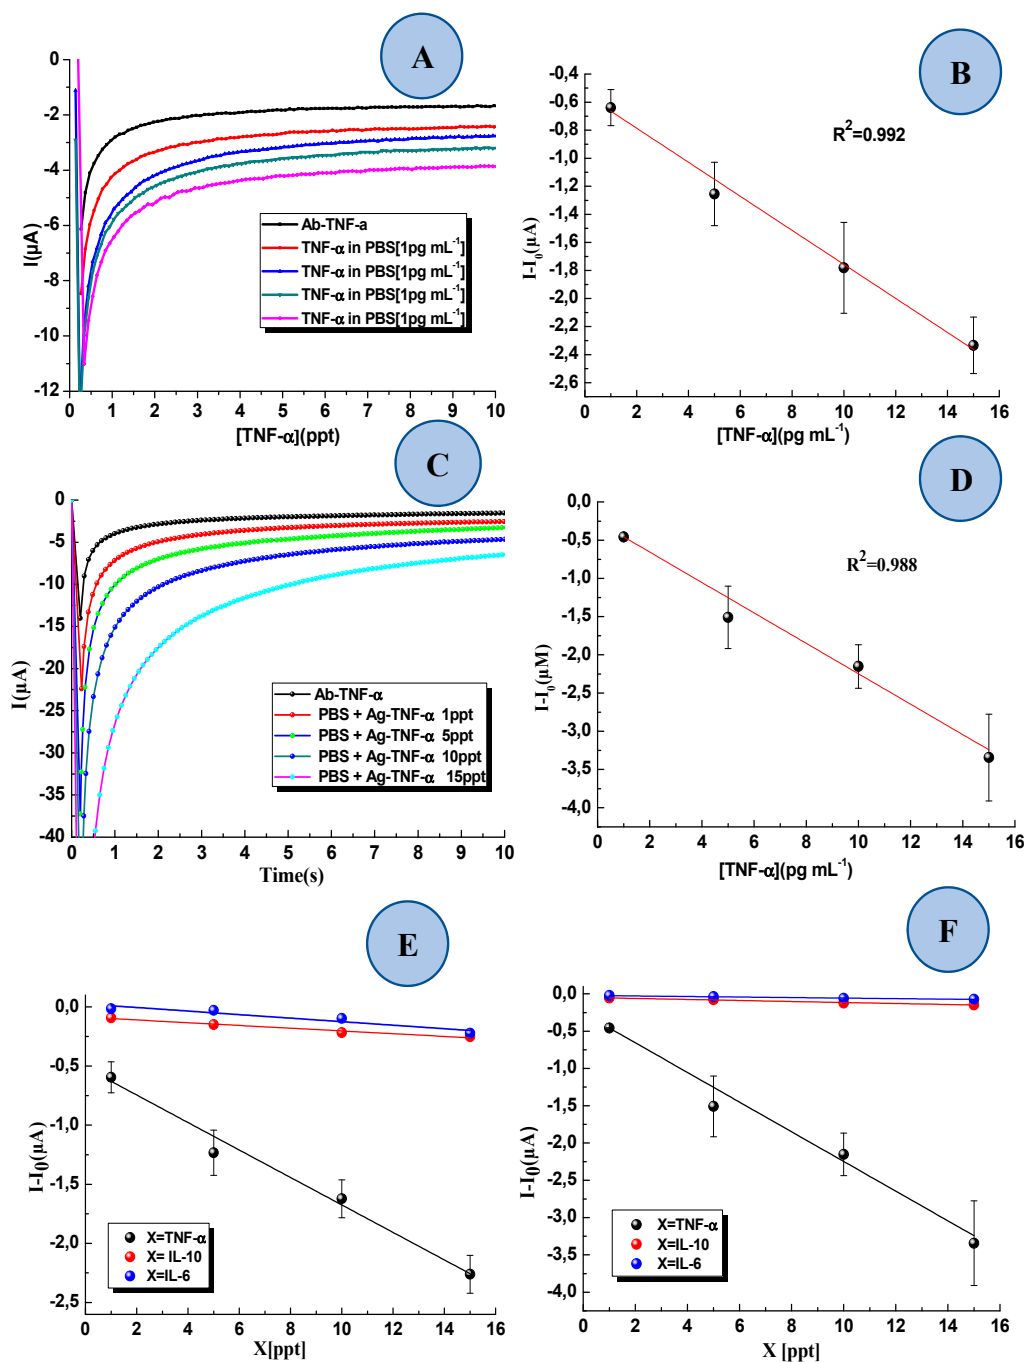 A
0
-2
-4
-6
-8
-10
-12
I(µA)
Ab-TNF-a
TNF-α in PBS[1pg mL⁻¹]
TNF-α in PBS[1pg mL⁻¹]
TNF-α in PBS[1pg mL⁻¹]
TNF-α in PBS[1pg mL⁻¹]
0 1 2 3 4 5 6 7 8 9 10
[TNF-α](ppt)
B
-0,4
-0,6
-0,8
-1,0
-1,2
-1,4
-1,6
-1,8
-2,0
-2,2
-2,4
-2,6
I-I₀(µA)
R²=0.992
0 2 4 6 8 10 12 14 16
[TNF-α](pg mL⁻¹)
C
0
-5
-10
-15
-20
-25
-30
-35
-40
I(µA)
Ab-TNF-α
PBS + Ag-TNF-α 1ppt
PBS + Ag-TNF-α 5ppt
PBS + Ag-TNF-α 10ppt
PBS + Ag-TNF-α 15ppt
0 1 2 3 4 5 6 7 8 9 10
Time(s)
D
0,0
-0,5
-1,0
-1,5
-2,0
-2,5
-3,0
-3,5
-4,0
I-I₀(µM)
R²=0.988
0 2 4 6 8 10 12 14 16
[TNF-α](pg mL⁻¹)
E
0,0
-0,5
-1,0
-1,5
-2,0
-2,5
I-I₀(µA)
X=TNF-α
X= IL-10
X=IL-6
0 2 4 6 8 10 12 14 16
X[ppt]
F
0,0
-0,5
-1,0
-1,5
-2,0
-2,5
-3,0
-3,5
-4,0
I-I₀(µA)
X=TNF-α
X=IL-10
X=IL-6
0 2 4 6 8 10 12 14 16
X [ppt]